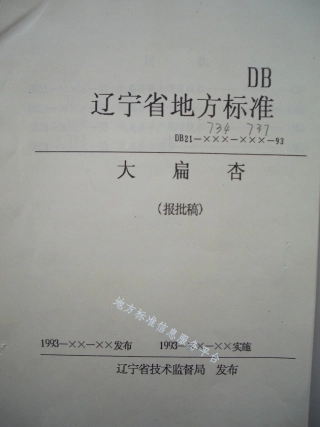 DB
辽宁省地方标准
734 737
DB21—×××—×××—93
大 扁 杏
(报批稿)
地方标准信息服务平台
1993—××—××发布 1993—××—××实施
辽宁省技术监督局 发布